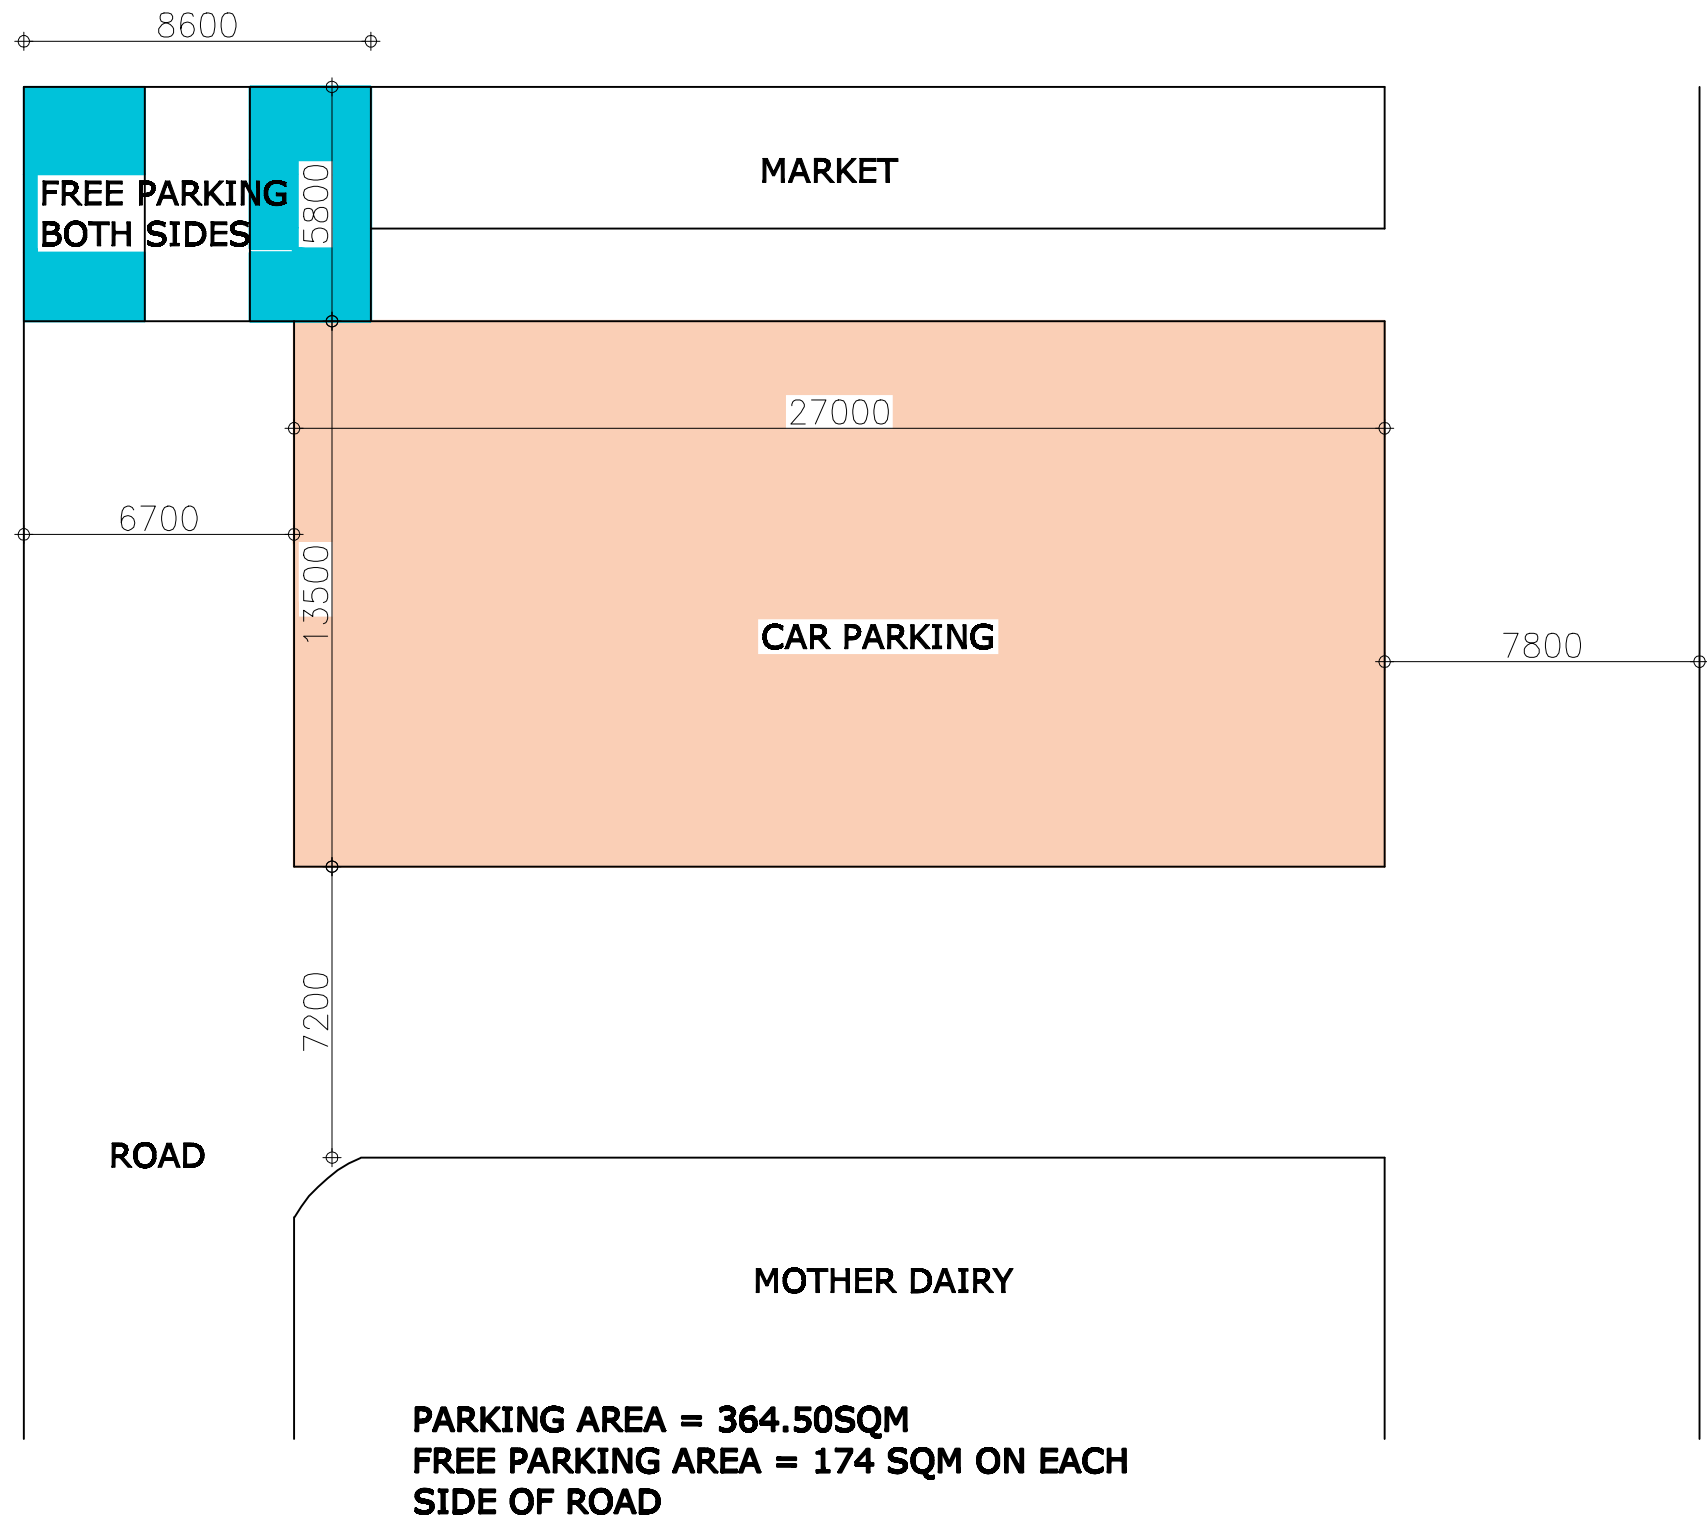 8600
MARKET
FREE PARKING
BOTH SIDES
5800
27000
6700
13500
CAR PARKING
7800
7200
ROAD
MOTHER DAIRY
PARKING AREA = 364.50SQM
FREE PARKING AREA = 174 SQM ON EACH
SIDE OF ROAD